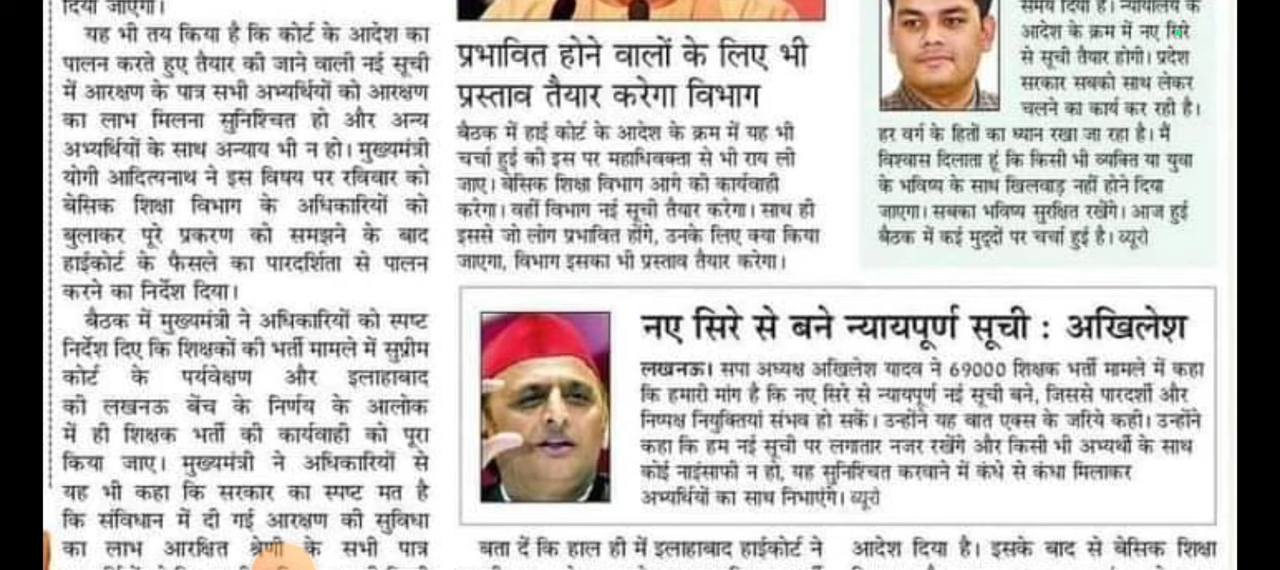 दिया जाएगा।
यह भी तय किया है कि कोर्ट के आदेश का
पालन करते हुए तैयार की जाने वाली नई सूची
में आरक्षण के पात्र सभी अभ्यर्थियों को आरक्षण
का लाभ मिलना सुनिश्चित हो और अन्य
अभ्यर्थियों के साथ अन्याय भी न हो। मुख्यमंत्री
योगी आदित्यनाथ ने इस विषय पर रविवार को
बेसिक शिक्षा विभाग के अधिकारियों को
बुलाकर पूरे प्रकरण को समझने के बाद
हाईकोर्ट के फैसले का पारदर्शिता से पालन
करने का निर्देश दिया।
बैठक में मुख्यमंत्री ने अधिकारियों को स्पष्ट
निर्देश दिए कि शिक्षकों की भर्ती मामले में सुप्रीम
कोर्ट के पर्यवेक्षण और इलाहाबाद
की लखनऊ बेंच के निर्णय के आलोक
में ही शिक्षक भर्ती की कार्यवाही को पूरा
किया जाए। मुख्यमंत्री ने अधिकारियों से
यह भी कहा कि सरकार का स्पष्ट मत है
कि संविधान में दी गई आरक्षण की सुविधा
का लाभ आरक्षित श्रेणी के सभी पात्र
प्रभावित होने वालों के लिए भी
प्रस्ताव तैयार करेगा विभाग
बैठक में हाई कोर्ट के आदेश के क्रम में यह भी
चर्चा हुई की इस पर महाधिवक्ता से भी राय ली
जाए। बेसिक शिक्षा विभाग आगे की कार्यवाही
करेगा। वहीं विभाग नई सूची तैयार करेगा। साथ ही
इससे जो लोग प्रभावित होंगे, उनके लिए क्या किया
जाएगा, विभाग इसका भी प्रस्ताव तैयार करेगा।
समय दिया है। न्यायालय के
आदेश के क्रम में नए सिरे
से सूची तैयार होगी। प्रदेश
सरकार सबको साथ लेकर
चलने का कार्य कर रही है।
हर वर्ग के हितों का ध्यान रखा जा रहा है। मैं
विश्वास दिलाता हूं कि किसी भी व्यक्ति या युवा
के भविष्य के साथ खिलवाड़ नहीं होने दिया
जाएगा। सबका भविष्य सुरक्षित रखेंगे। आज हुई
बैठक में कई मुद्दों पर चर्चा हुई है। ब्यूरो
नए सिरे से बने न्यायपूर्ण सूची : अखिलेश
लखनऊ। सपा अध्यक्ष अखिलेश यादव ने 69000 शिक्षक भर्ती मामले में कहा
कि हमारी मांग है कि नए सिरे से न्यायपूर्ण नई सूची बने, जिससे पारदर्शी और
निष्पक्ष नियुक्तियां संभव हो सकें। उन्होंने यह बात एक्स के जरिये कही। उन्होंने
कहा कि हम नई सूची पर लगातार नजर रखेंगे और किसी भी अभ्यर्थी के साथ
कोई नाइंसाफी न हो, यह सुनिश्चित करवाने में कंधे से कंधा मिलाकर
अभ्यर्थियों का साथ निभाएंगे। ब्यूरो
बता दें कि हाल ही में इलाहाबाद हाईकोर्ट ने
आदेश दिया है। इसके बाद से बेसिक शिक्षा